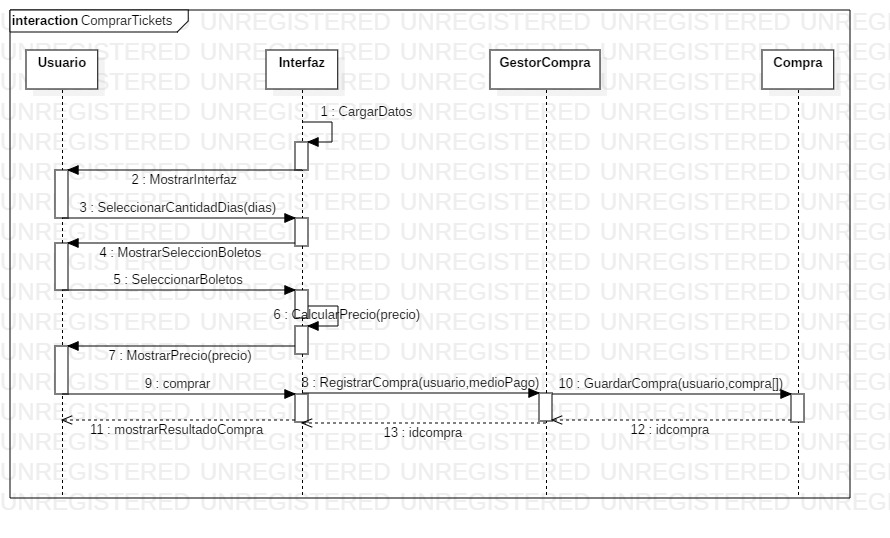 interaction ComprarTickets
Usuario
Interfaz
GestorCompra
Compra
1 : CargarDatos
2 : MostrarInterfaz
3 : SeleccionarCantidadDias(dias)
4 : MostrarSeleccionBoletos
5 : SeleccionarBoletos
6 : CalcularPrecio(precio)
7 : MostrarPrecio(precio)
9 : comprar
8 : RegistrarCompra(usuario,medioPago)
10 : GuardarCompra(usuario,compra[])
11 : mostrarResultadoCompra
13 : idcompra
12 : idcompra
UNREGISTERED